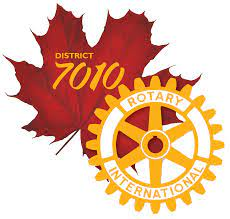 DISTRICT
7010
ROTARY
INTERNATIONAL